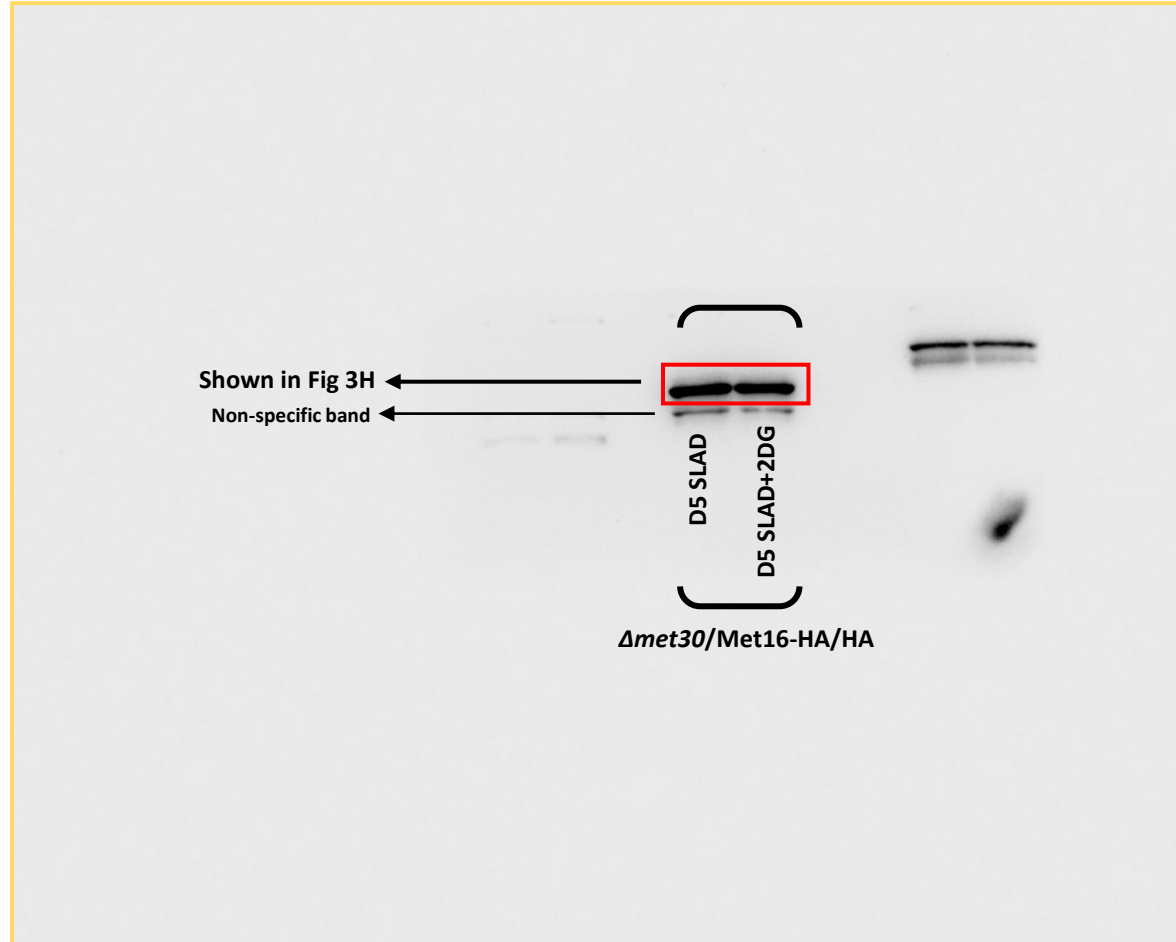 Shown in Fig 3H
Non-specific band
D5 SLAD
D5 SLAD+2DG
Δmet30/Met16-HA/HA